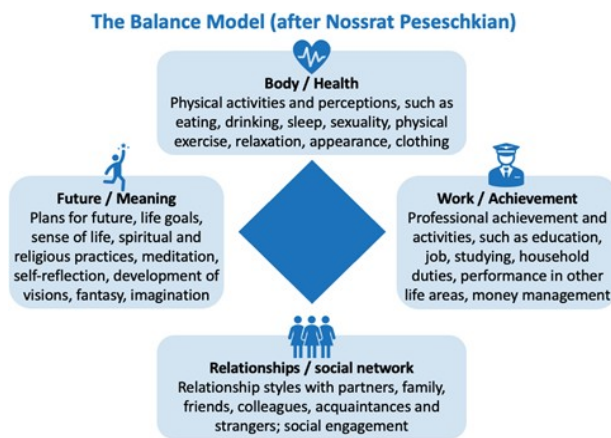 The Balance Model (after Nossrat Peseschkian)
Body / Health
Physical activities and perceptions, such as
eating, drinking, sleep, sexuality, physical
exercise, relaxation, appearance, clothing
Future / Meaning
Plans for future, life goals,
sense of life, spiritual and
religious practices, meditation,
self-reflection, development of
visions, fantasy, imagination
Work / Achievement
Professional achievement and
activities, such as education,
job, studying, household
duties, performance in other
life areas, money management
Relationships / social network
Relationship styles with partners, family,
friends, colleagues, acquaintances and
strangers; social engagement